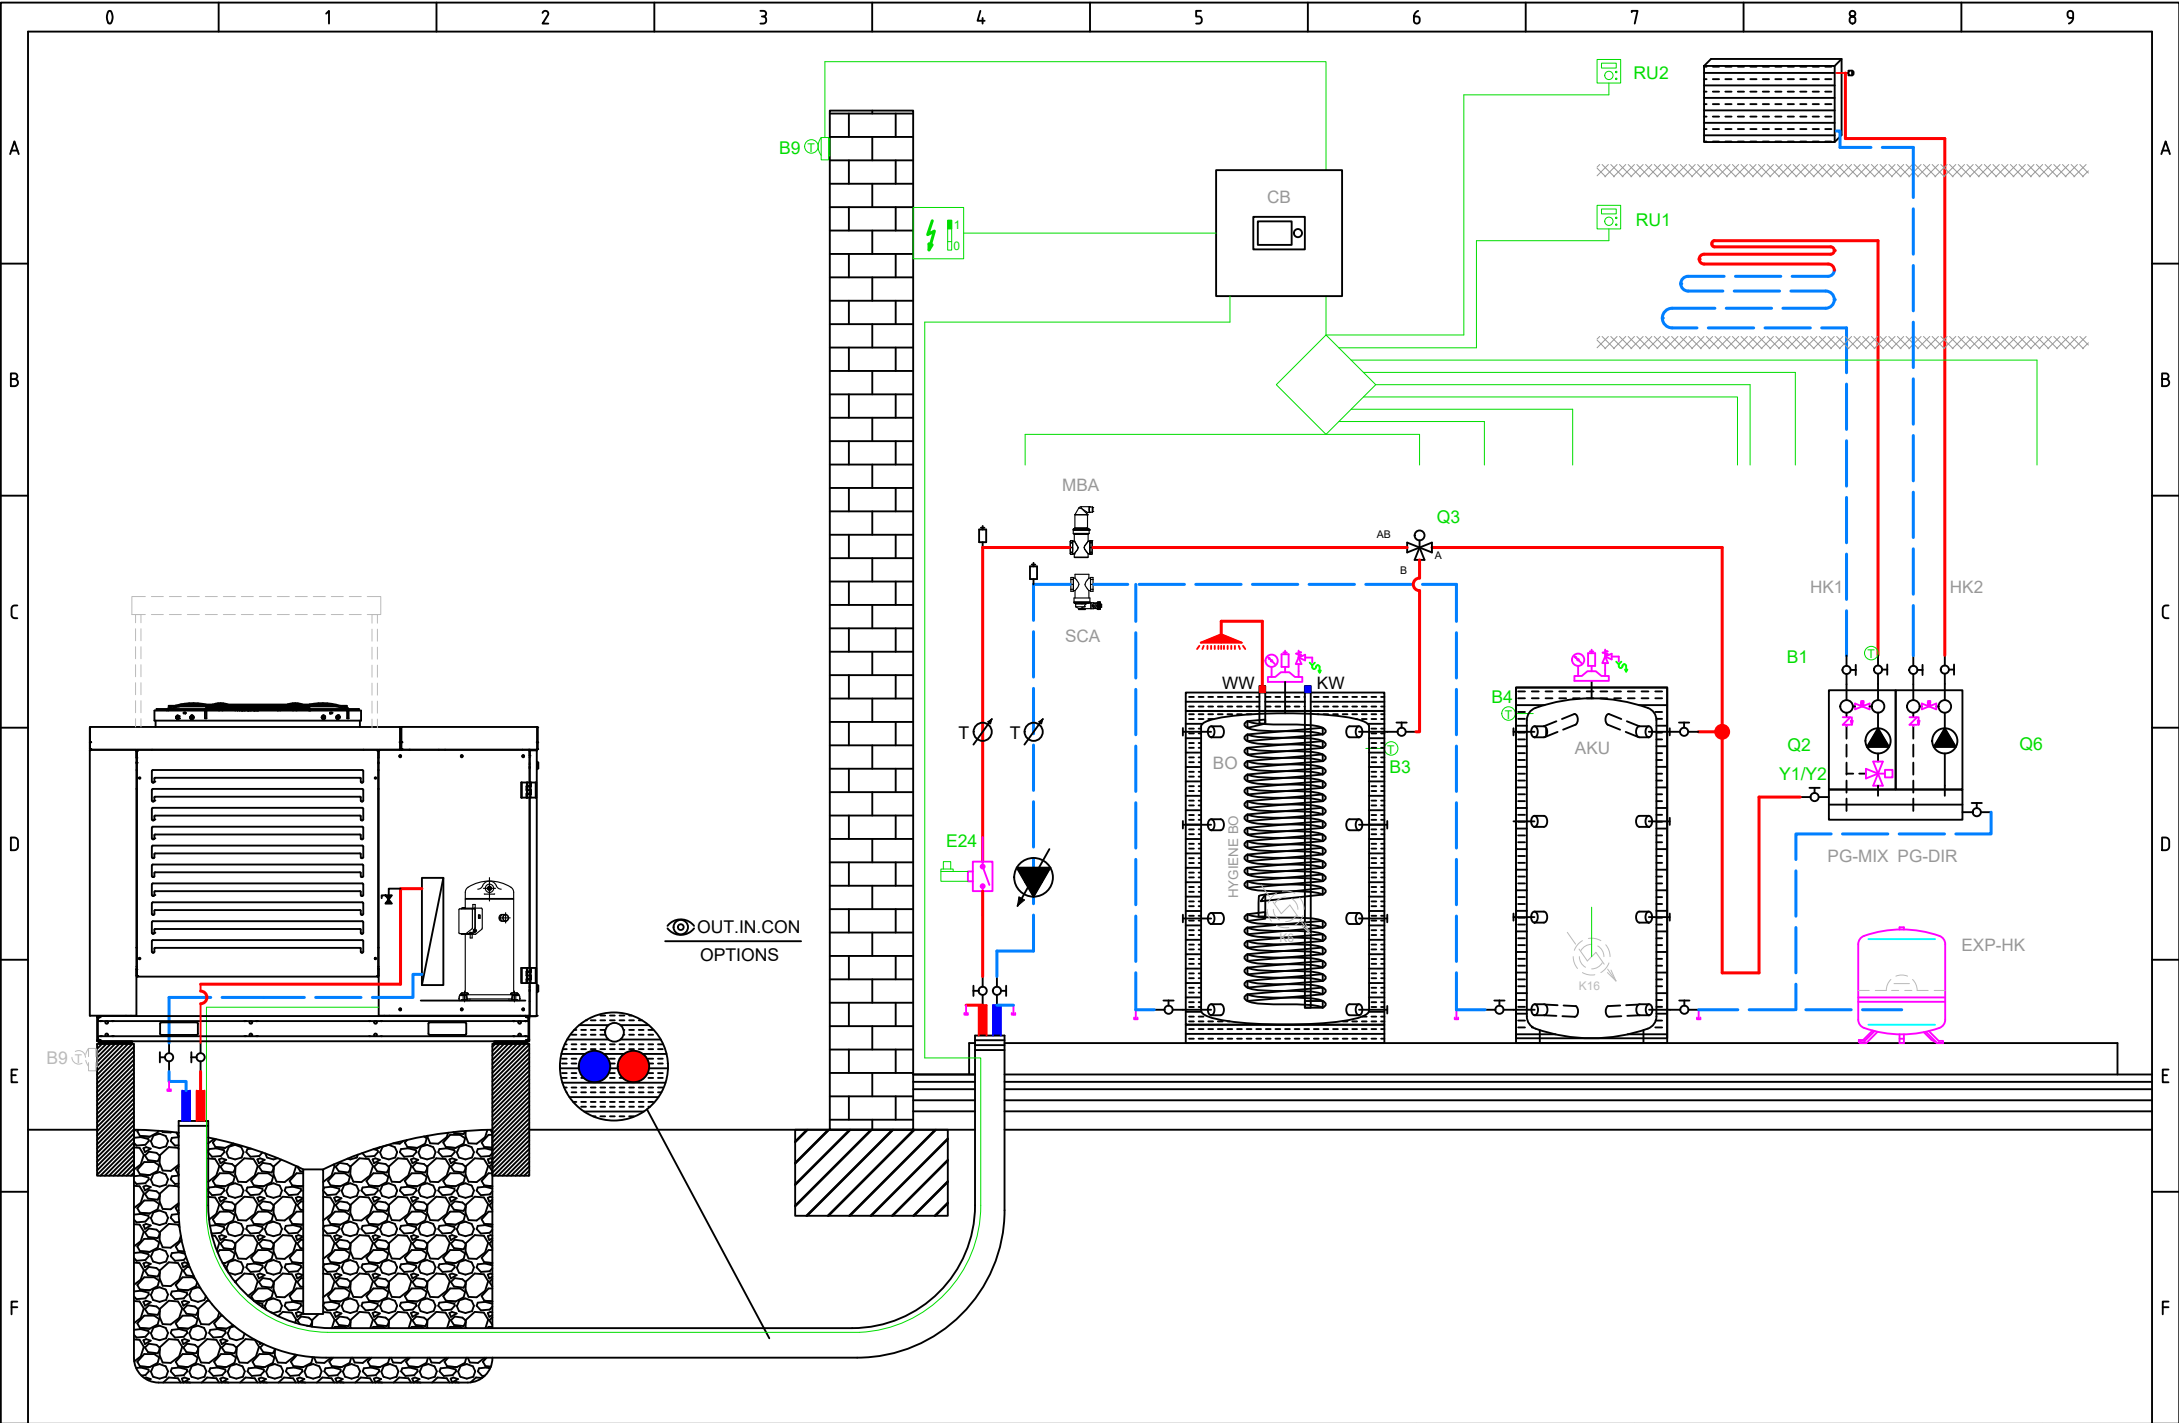 0 1 2 3 4 5 6 7 8 9
RU2
A B9 T A
CB
RU1
1
0
B B
MBA
Q3
AB
A
B
C HK1 HK2 C
SCA
B1 T
WW KW
B4
T
T T
BO T AKU Q2 Q6
B3
Y1/Y2
HYGIENE BO
E24
D D
PG-MIX PG-DIR
OUT.IN.CON
OPTIONS
EXP-HK
K16
B9 T
E E
F F